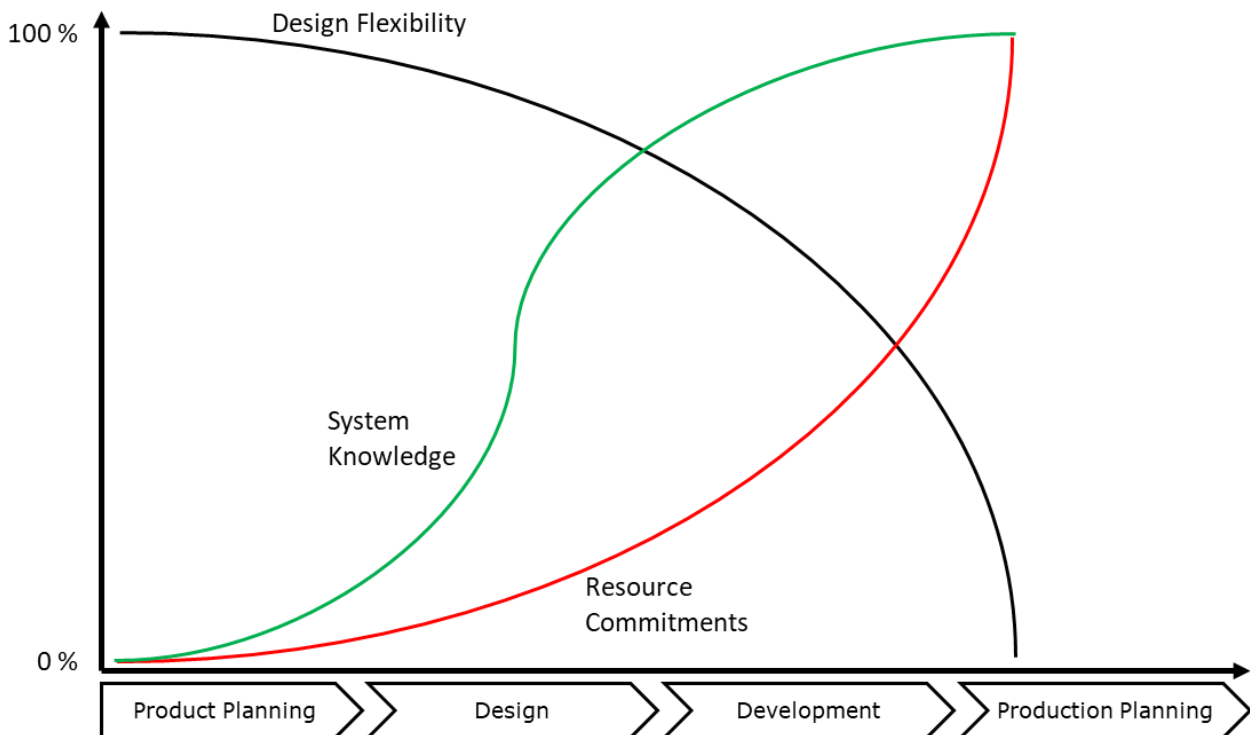 Design Flexibility
100 %
System
Knowledge
Resource
Commitments
0 %
Product Planning
Design
Development
Production Planning